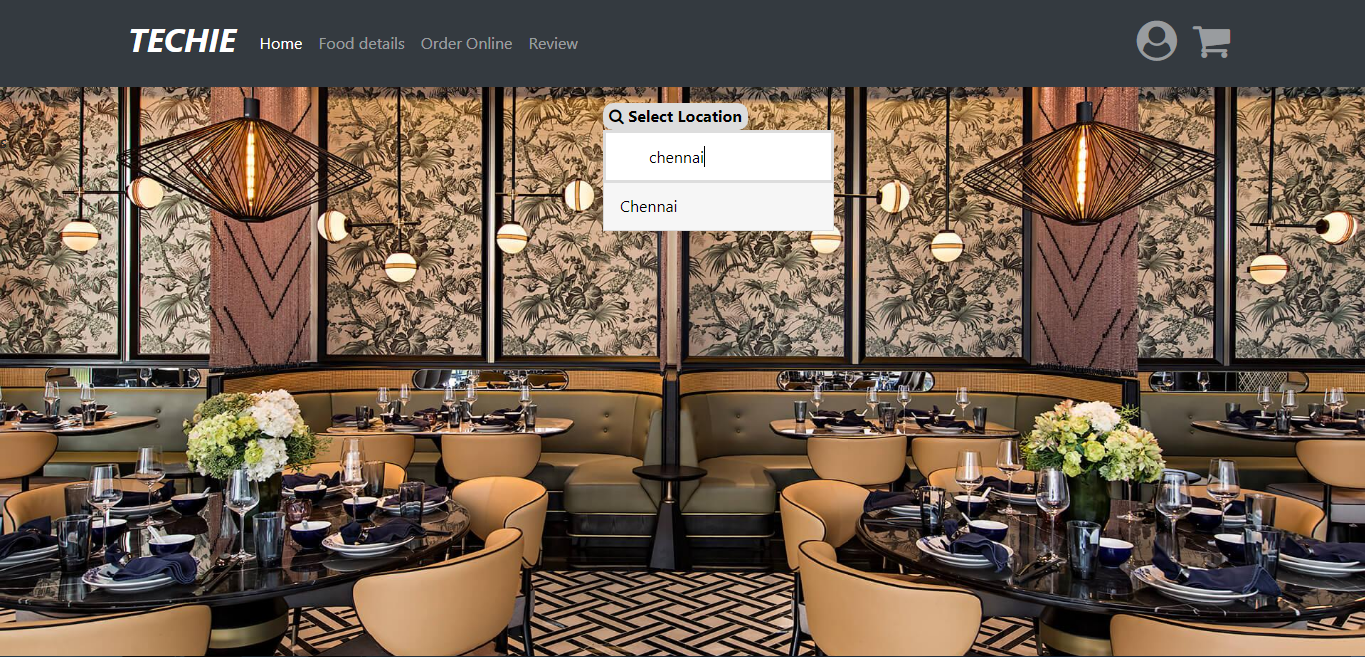 TECHIE Home Food details Order Online Review
Select Location
chennai
Chennai